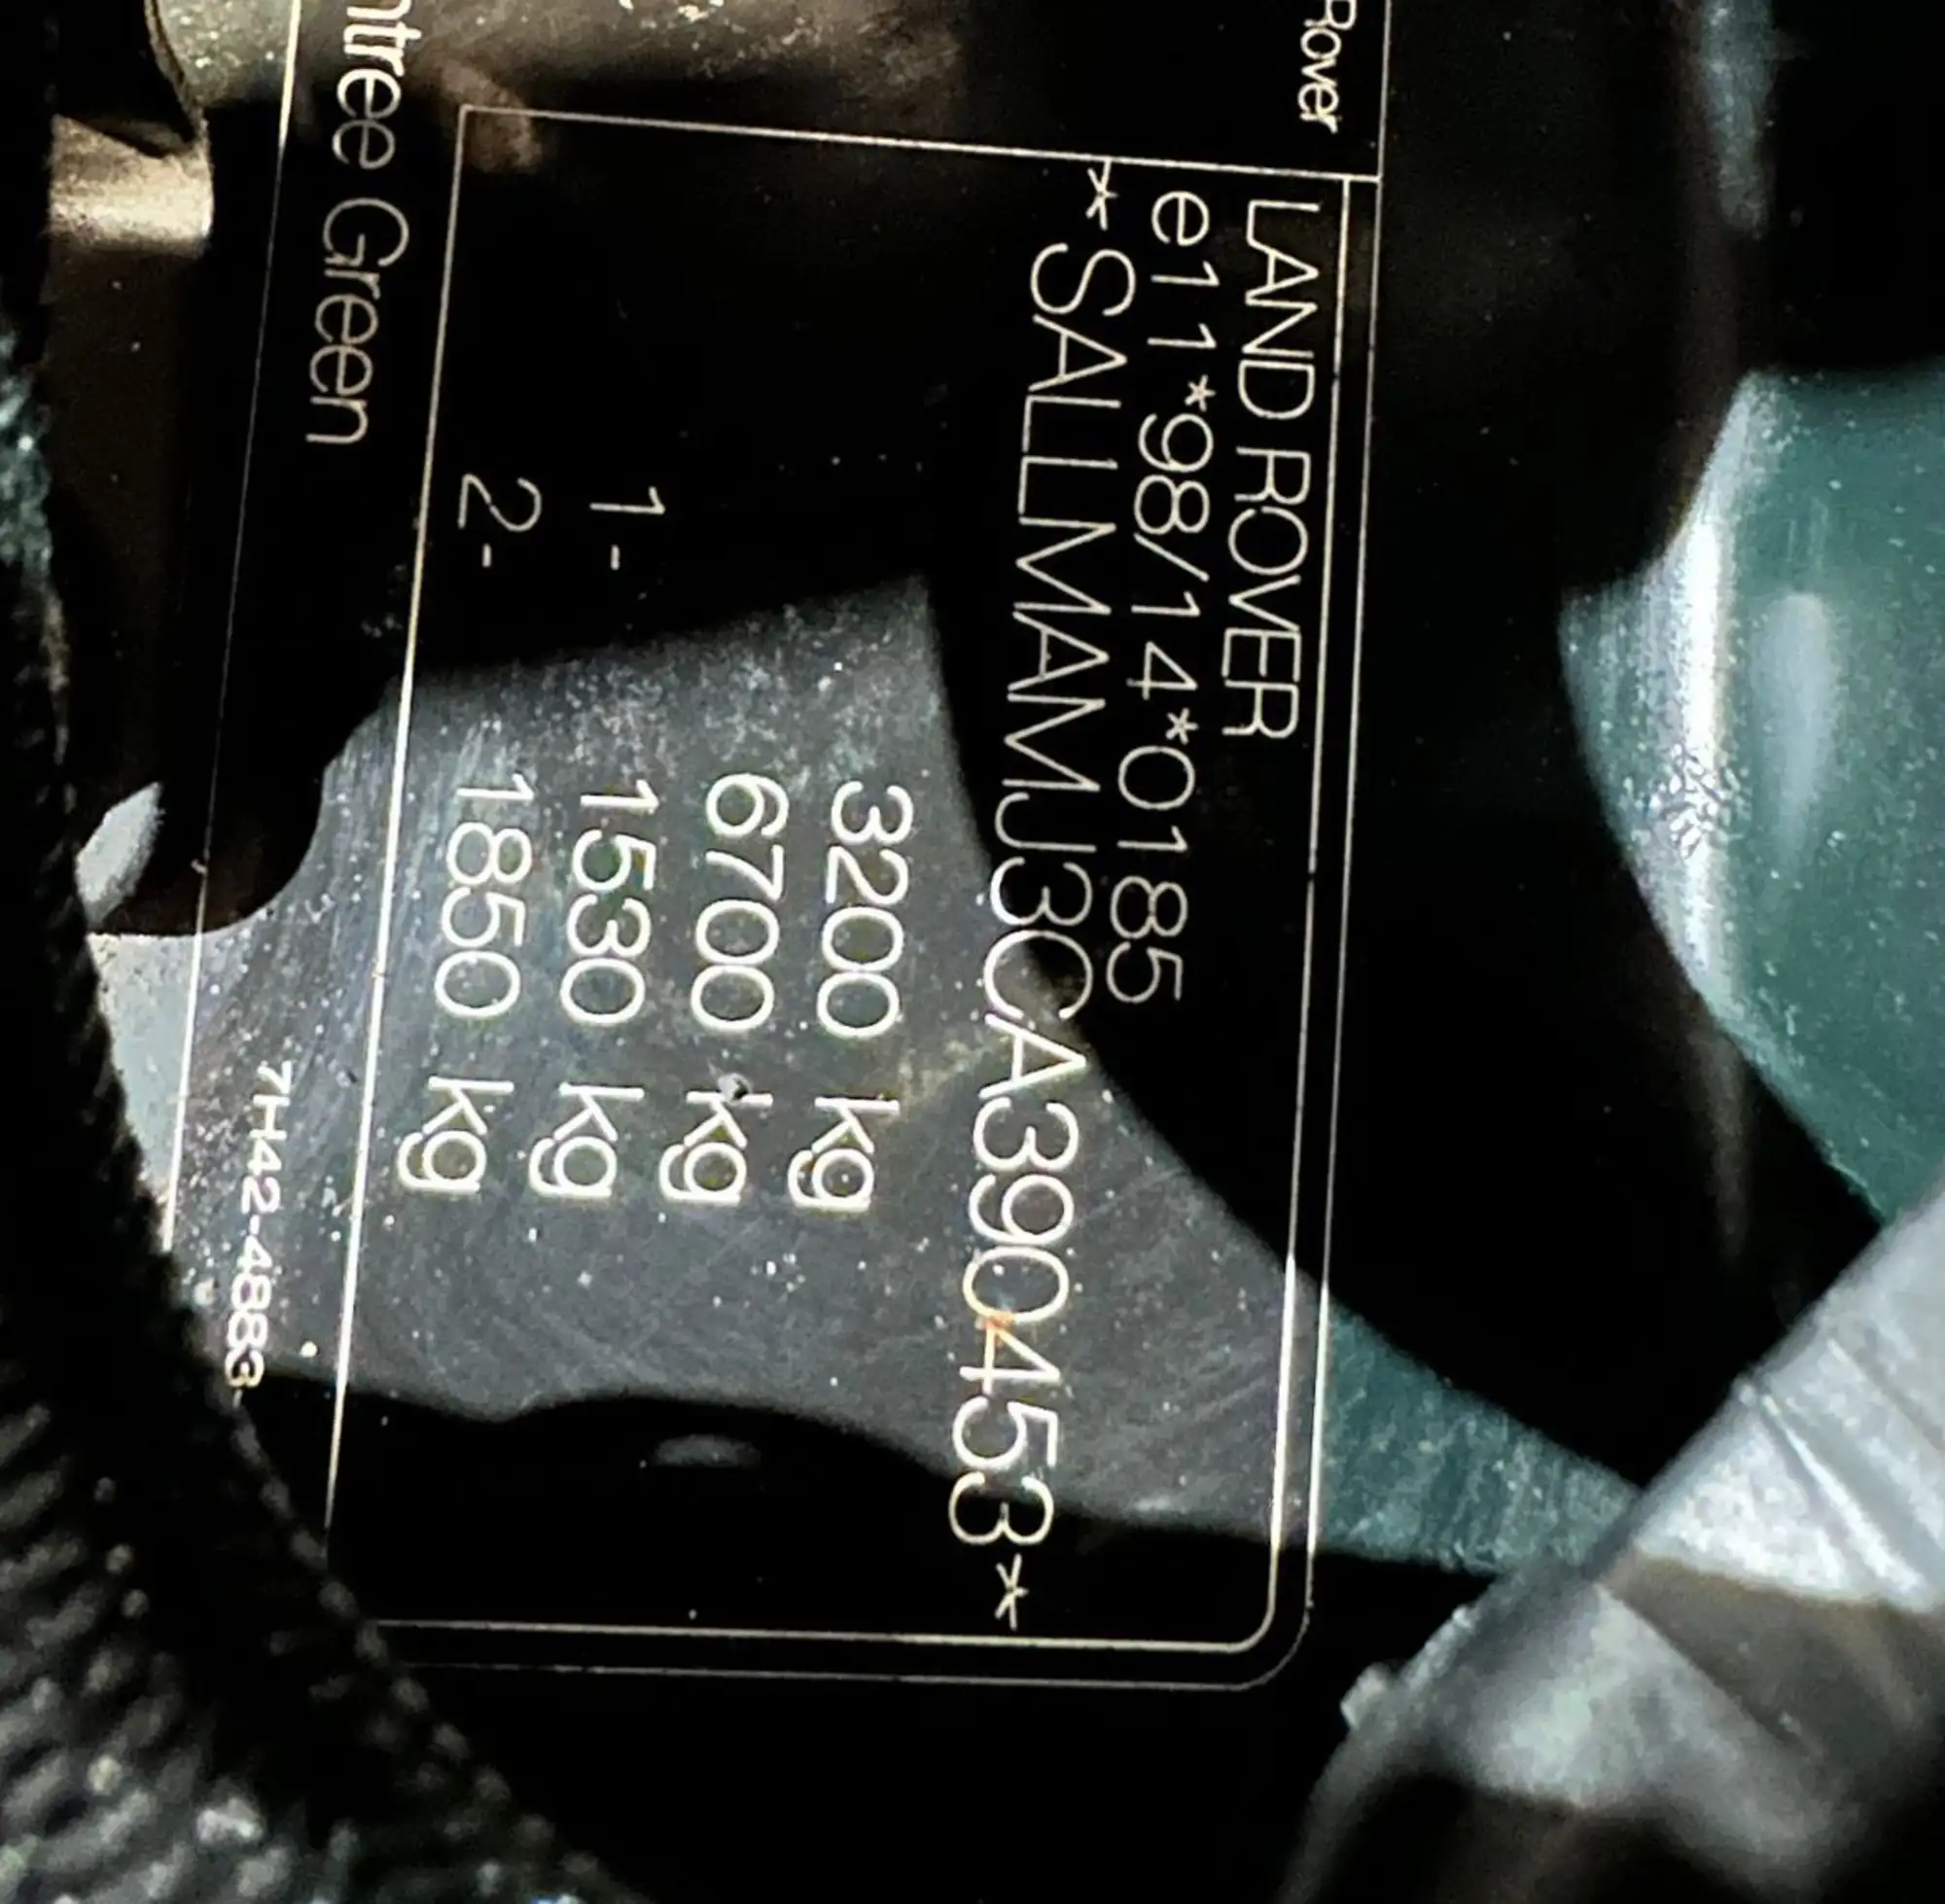 Rover
LAND ROVER
e11*98/14*0185
*SALLMAMJ3CA390453*
3200 kg
6700 kg
1- 1530 kg
2- 1850 kg
ntree Green
7H42-4883-